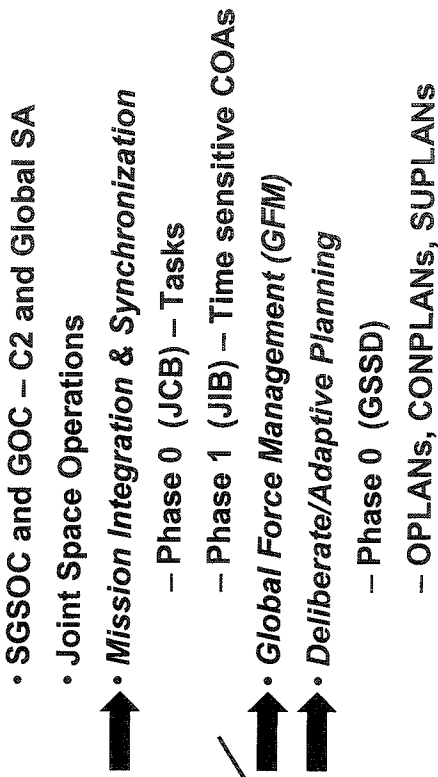 • SGSOC and GOC – C2 and Global SA
• Joint Space Operations
• Mission Integration & Synchronization
– Phase 0 (JCB) – Tasks
– Phase 1 (JIB) – Time sensitive COAs
• Global Force Management (GFM)
• Deliberate/Adaptive Planning
– Phase 0 (GSSD)
– OPLANs, CONPLANs, SUPLANs